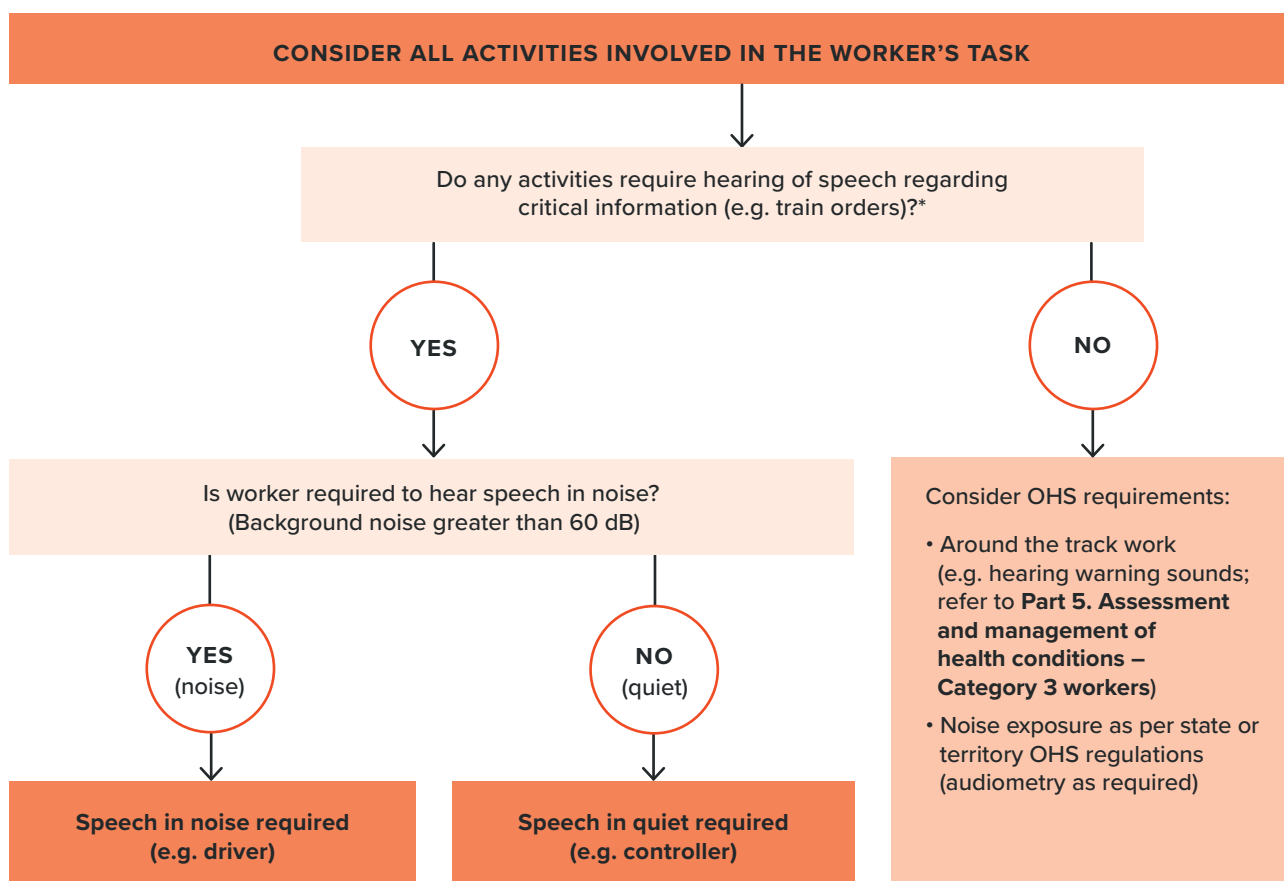 CONSIDER ALL ACTIVITIES INVOLVED IN THE WORKER’S TASK
Do any activities require hearing of speech regarding
critical information (e.g. train orders)?*
YES
NO
Is worker required to hear speech in noise?
(Background noise greater than 60 dB)
YES
(noise)
NO
(quiet)
Speech in noise required
(e.g. driver)
Speech in quiet required
(e.g. controller)
Consider OHS requirements:
• Around the track work
(e.g. hearing warning sounds;
refer to Part 5. Assessment
and management of
health conditions –
Category 3 workers)
• Noise exposure as per state or
territory OHS regulations
(audiometry as required)